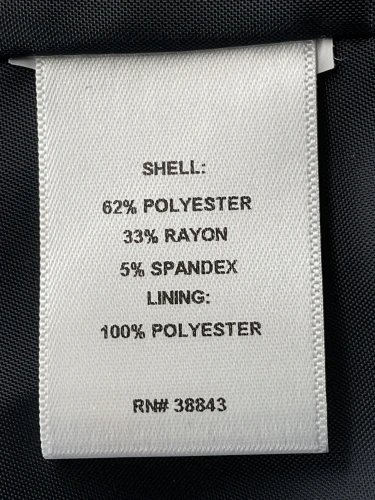 SHELL:
62% POLYESTER
33% RAYON
5% SPANDEX
LINING:
100% POLYESTER
RN# 38843